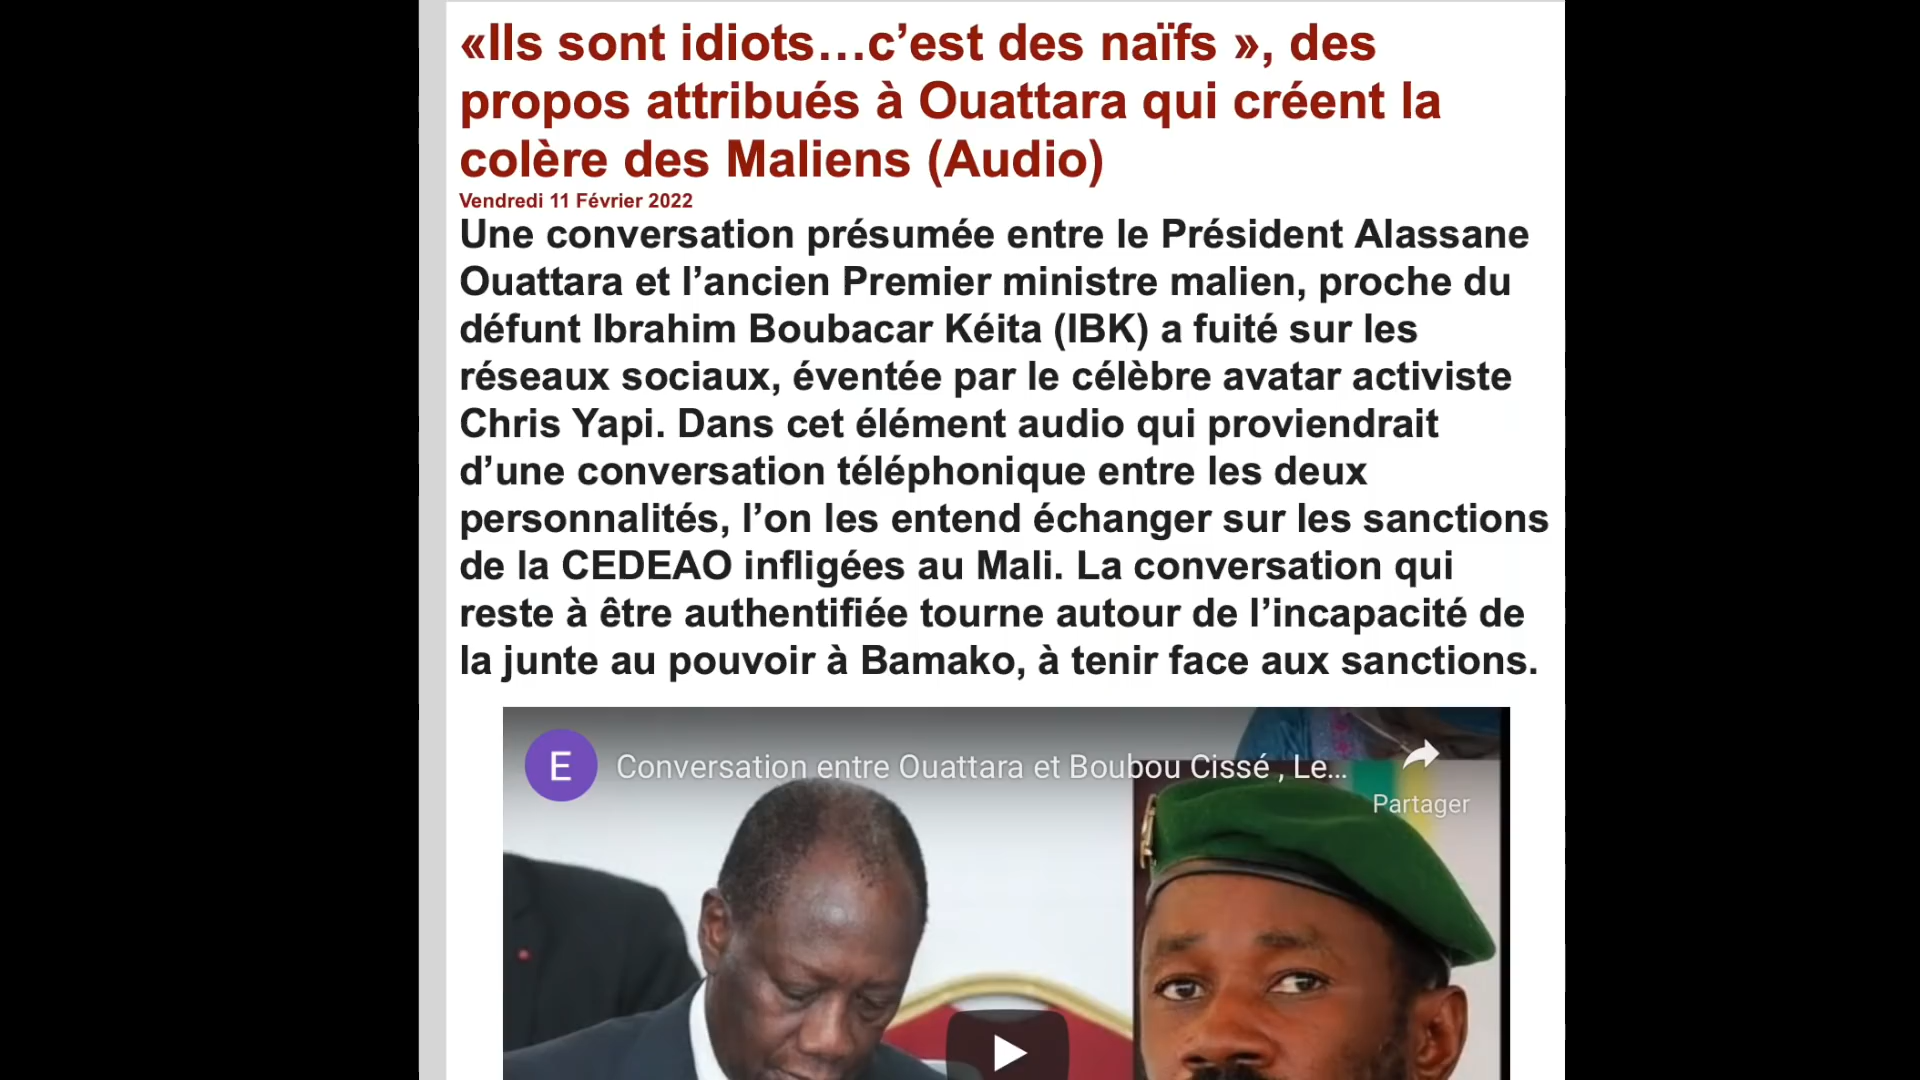 «Ils sont idiots…c’est des naïfs », des
propos attribués à Ouattara qui créent la
colère des Maliens (Audio)
Vendredi 11 Février 2022
Une conversation présumée entre le Président Alassane
Ouattara et l’ancien Premier ministre malien, proche du
défunt Ibrahim Boubacar Kéita (IBK) a fuité sur les
réseaux sociaux, éventée par le célèbre avatar activiste
Chris Yapi. Dans cet élément audio qui proviendrait
d’une conversation téléphonique entre les deux
personnalités, l’on les entend échanger sur les sanctions
de la CEDEAO infligées au Mali. La conversation qui
reste à être authentifiée tourne autour de l’incapacité de
la junte au pouvoir à Bamako, à tenir face aux sanctions.
E
Conversation entre Ouattara et Boubou Cissé , Le...
Partager